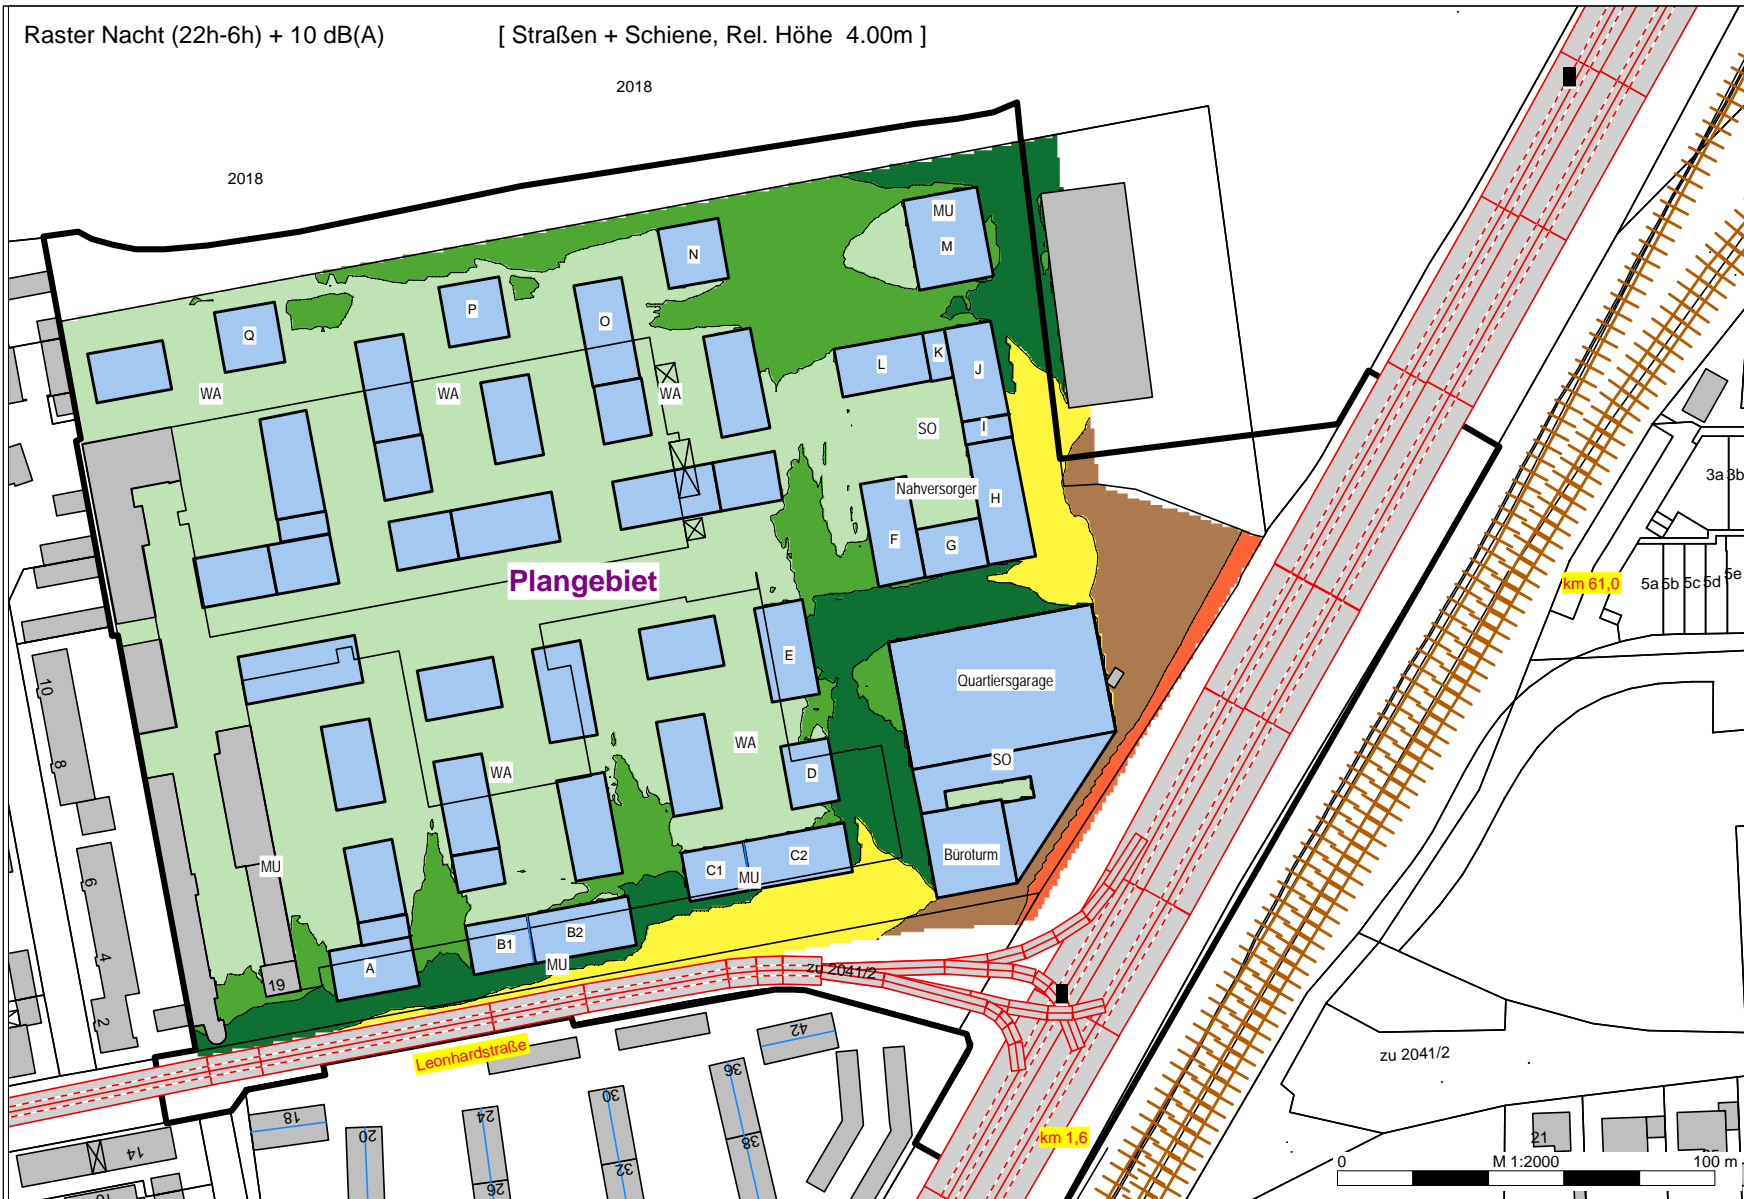 Raster Nacht (22h-6h) + 10 dB(A)
[ Straßen + Schiene, Rel. Höhe 4.00m ]
2018
2018
MU
M
N
O
P
Q
WA
WA
WA
L
K
J
I
SO
Nahversorger
H
F
G
Plangebiet
km 61,0
3a
3b
5a
5b
5c
5d
5e
E
Quartiersgarage
SO
D
WA
WA
10
8
6
4
2
MU
Büroturm
C1
C2
MU
B1
B2
MU
A
19
zu 2041/2
Leonhardstraße
zu 2041/2
42
36
38
30
32
24
26
18
20
14
km 1,6
21
0
M 1:2000
100 m